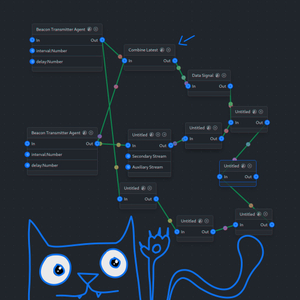 Beacon Transmitter Agent
In Out
interval/Number
delay/Number
Combine Latest
In Out
Data Signal
In Out
Untitled
In Out
Beacon Transmitter Agent
In Out
interval/Number
delay/Number
Untitled
In Out
Secondary Stream
Auxiliary Stream
Untitled
In Out
Untitled
In Out
Untitled
In Out
Untitled
In Out
Untitled
In Out